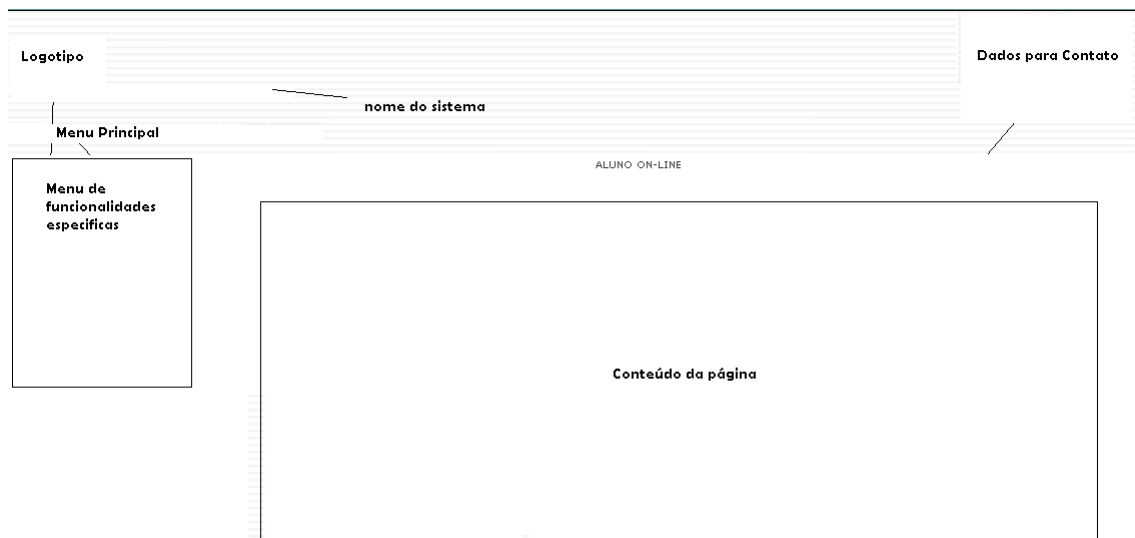 Logotipo
Dados para Contato
nome do sistema
Menu Principal
ALUNO ON-LINE
Menu de
funcionalidades
especificas
Conteúdo da página